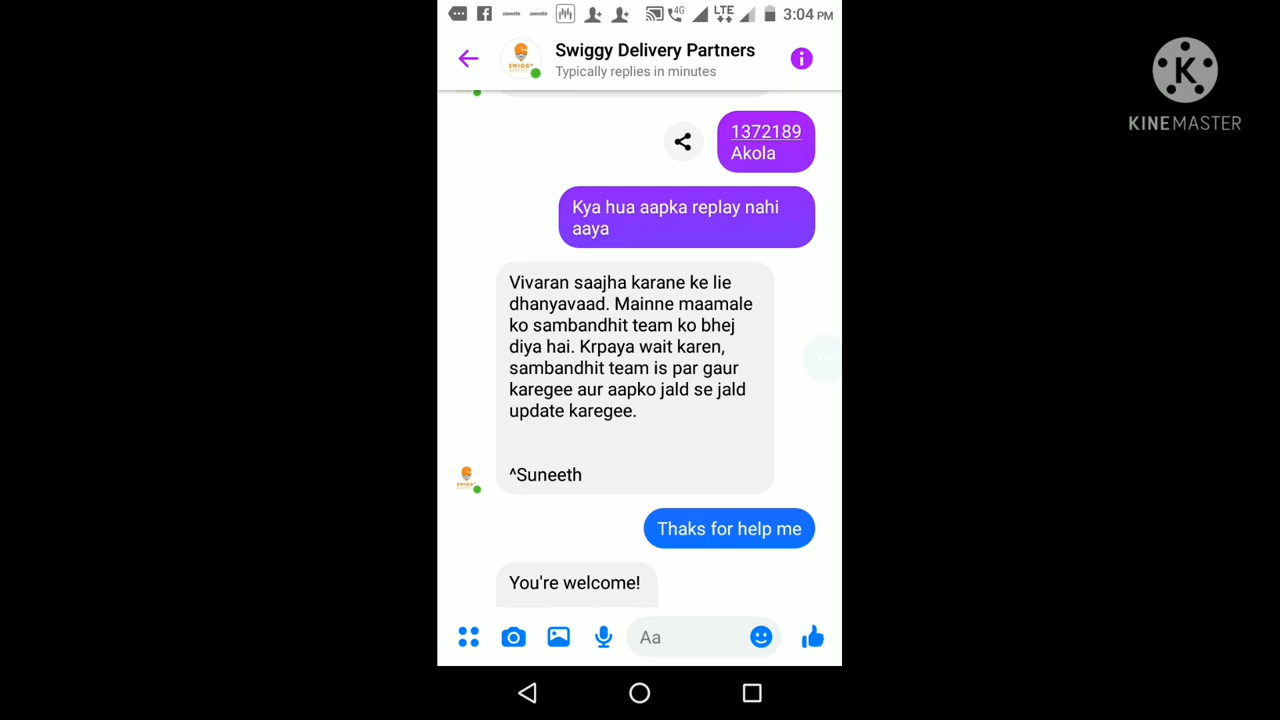 LTE
4G
3:04 PM
Swiggy Delivery Partners
Typically replies in minutes
1372189
Akola
Kya hua aapka replay nahi
aaya
Vivaran saajha karane ke lie
dhanyavaad. Mainne maamale
ko sambandhit team ko bhej
diya hai. Krpaya wait karen,
sambandhit team is par gaur
karegee aur aapko jald se jald
update karegee.
^Suneeth
Thaks for help me
You're welcome!
Aa
K
KINEMASTER